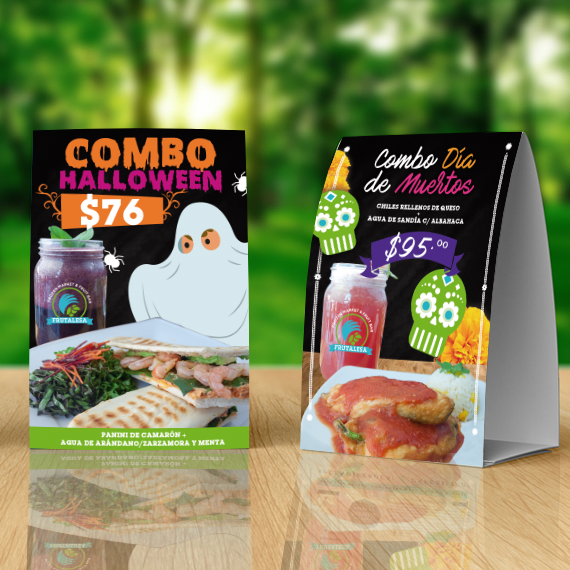 COMBO
HALLOWEEN
$76
FRUTALISA
PANINI DE CAMARÓN +
AGUA DE ARÁNDANO/ZARZAMORA Y MENTA
Combo Día
de Muertos
CHILES RELLENOS DE QUESO
+
AGUA DE SANDÍA C/ ALBAHACA
$95.00
FRUTALISA